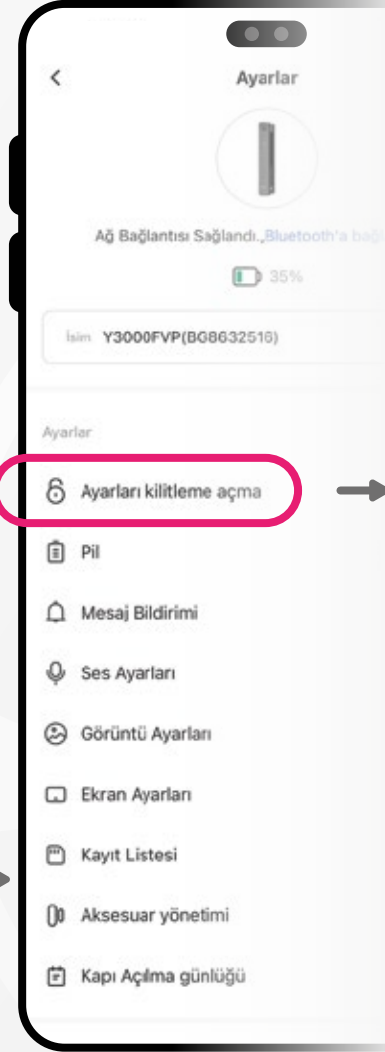 Ayarlar
Ağ Bağlantısı Sağlandı.,Bluetooth'a bağl
35%
İsim Y3000FVP(BG8632516)
Ayarlar
Ayarları kilitleme açma
Pil
Mesaj Bildirimi
Ses Ayarları
Görüntü Ayarları
Ekran Ayarları
Kayıt Listesi
Aksesuar yönetimi
Kapı Açılma günlüğü